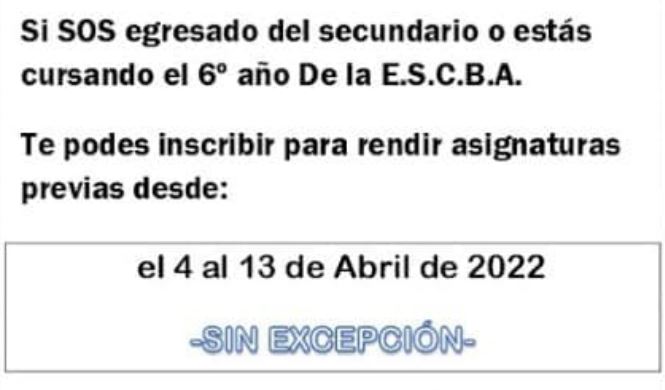 Si SOS egresado del secundario o estás
cursando el 6º año De la E.S.C.B.A.
Te podes inscribir para rendir asignaturas
previas desde:
el 4 al 13 de Abril de 2022
-SIN EXCEPCIÓN-